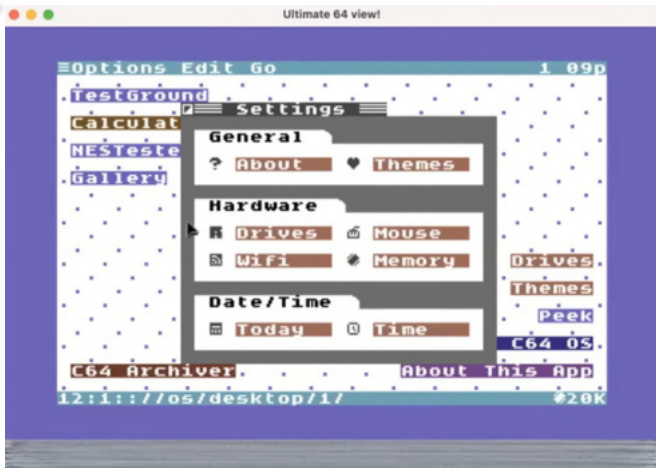 Ultimate 64 view!
Options Edit Go 1 09p
TestGround
Settings
Calculat
General
NESTeste
? About Themes
Gallery
Hardware
Drives Mouse
WiFi Memory Drives
Themes
Date/Time
Peek
Today Time
C64 OS
C64 Archiver About This App
12:1:://os/desktop/1/ 20K